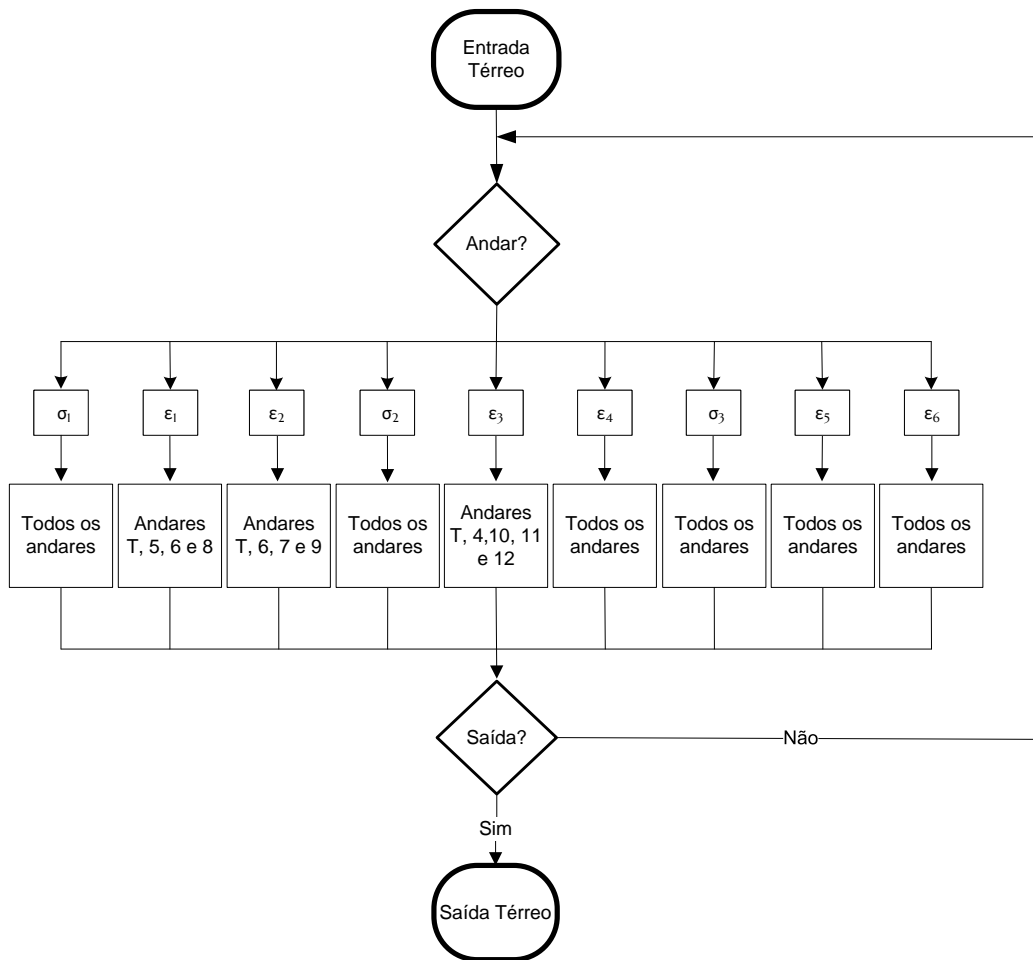 Entrada
Térreo
Andar?
σ₁
ε₁
ε₂
σ₂
ε₃
ε₄
σ₃
ε₅
ε₆
Todos os
andares
Andares
T, 5, 6 e 8
Andares
T, 6, 7 e 9
Todos os
andares
Andares
T, 4,10, 11
e 12
Todos os
andares
Todos os
andares
Todos os
andares
Todos os
andares
Saída?
Não
Sim
Saída Térreo